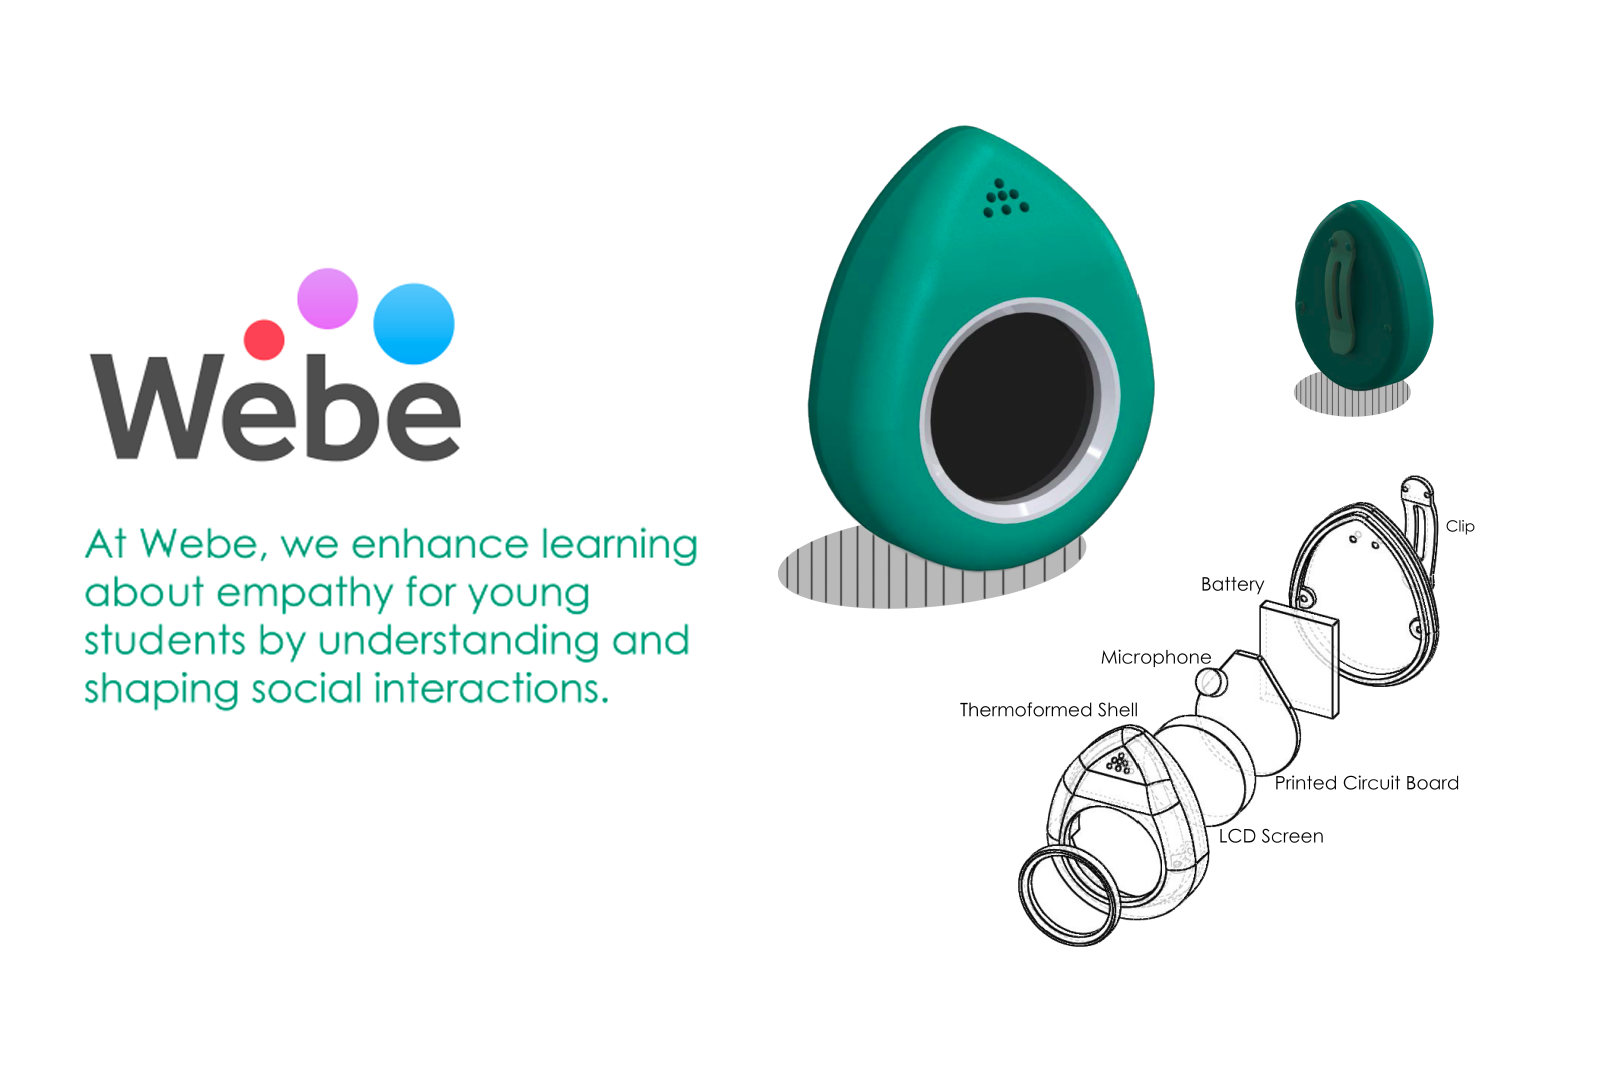 Webe
At Webe, we enhance learning
about empathy for young
students by understanding and
shaping social interactions.
Clip
Battery
Microphone
Thermoformed Shell
Printed Circuit Board
LCD Screen